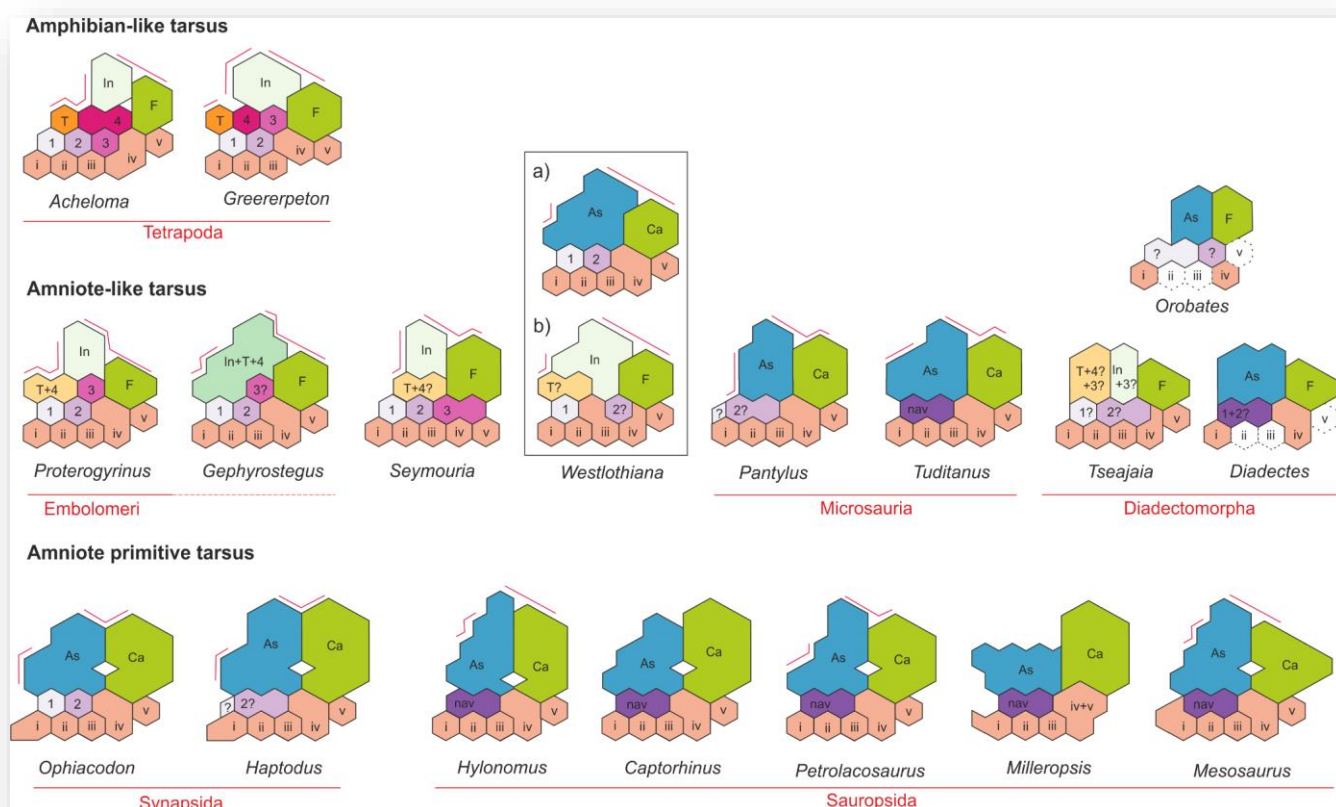 Amphibian-like tarsus
In
F
T
4
1
2
3
i
ii
iii
iv
v
Acheloma
In
F
T
4
3
1
2
i
ii
iii
iv
v
Greererpeton
Tetrapoda
a)
As
Ca
1
2
i
ii
iii
iv
v
As
F
?
?
v
i
ii
iii
iv
Orobates
Amniote-like tarsus
In
T+4
3
F
1
2
i
ii
iii
iv
v
Proterogyrinus
In+T+4
3?
F
1
2
i
ii
iii
iv
v
Gephyrostegus
Embolomeri
In
F
T+4?
1
2
3
i
ii
iii
iv
v
Seymouria
b)
In
T?
F
1
2?
i
ii
iii
iv
v
Westlothiana
As
Ca
?
2?
i
ii
iii
iv
v
Pantylus
As
Ca
nav
i
ii
iii
iv
v
Tuditanus
Microsauria
T+4?
+3?
In
+3?
F
1?
2?
i
ii
iii
iv
v
Tseajaia
As
F
1+2?
v
i
ii
iii
iv
Diadectes
Diadectomorpha
Amniote primitive tarsus
As
Ca
1
2
i
ii
iii
iv
v
Ophiacodon
As
Ca
?
2?
i
ii
iii
iv
v
Haptodus
Synapsida
As
Ca
nav
i
ii
iii
iv
v
Hylonomus
As
Ca
nav
i
ii
iii
iv
v
Captorhinus
As
Ca
nav
i
ii
iii
iv
v
Petrolacosaurus
As
Ca
nav
iv+v
i
ii
iii
Milleropsis
As
Ca
nav
i
ii
iii
iv
v
Mesosaurus
Sauropsida